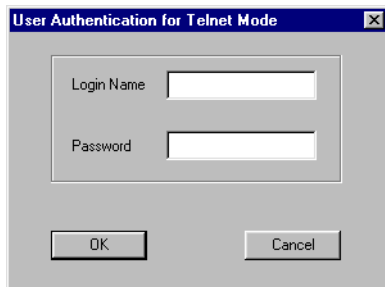 User Authentication for Telnet Mode
Login Name
Password
OK
Cancel